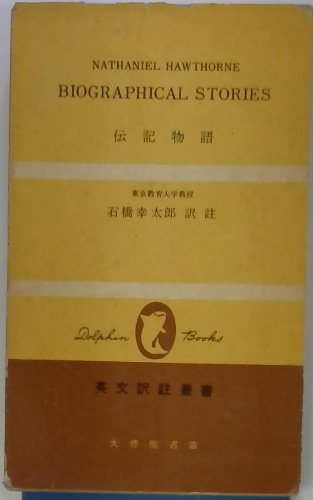 NATHANIEL HAWTHORNE
BIOGRAPHICAL STORIES
伝記物語
東京教育大学教授
石橋幸太郎 訳註
Dolphin Books
英文訳註叢書
大修館書店